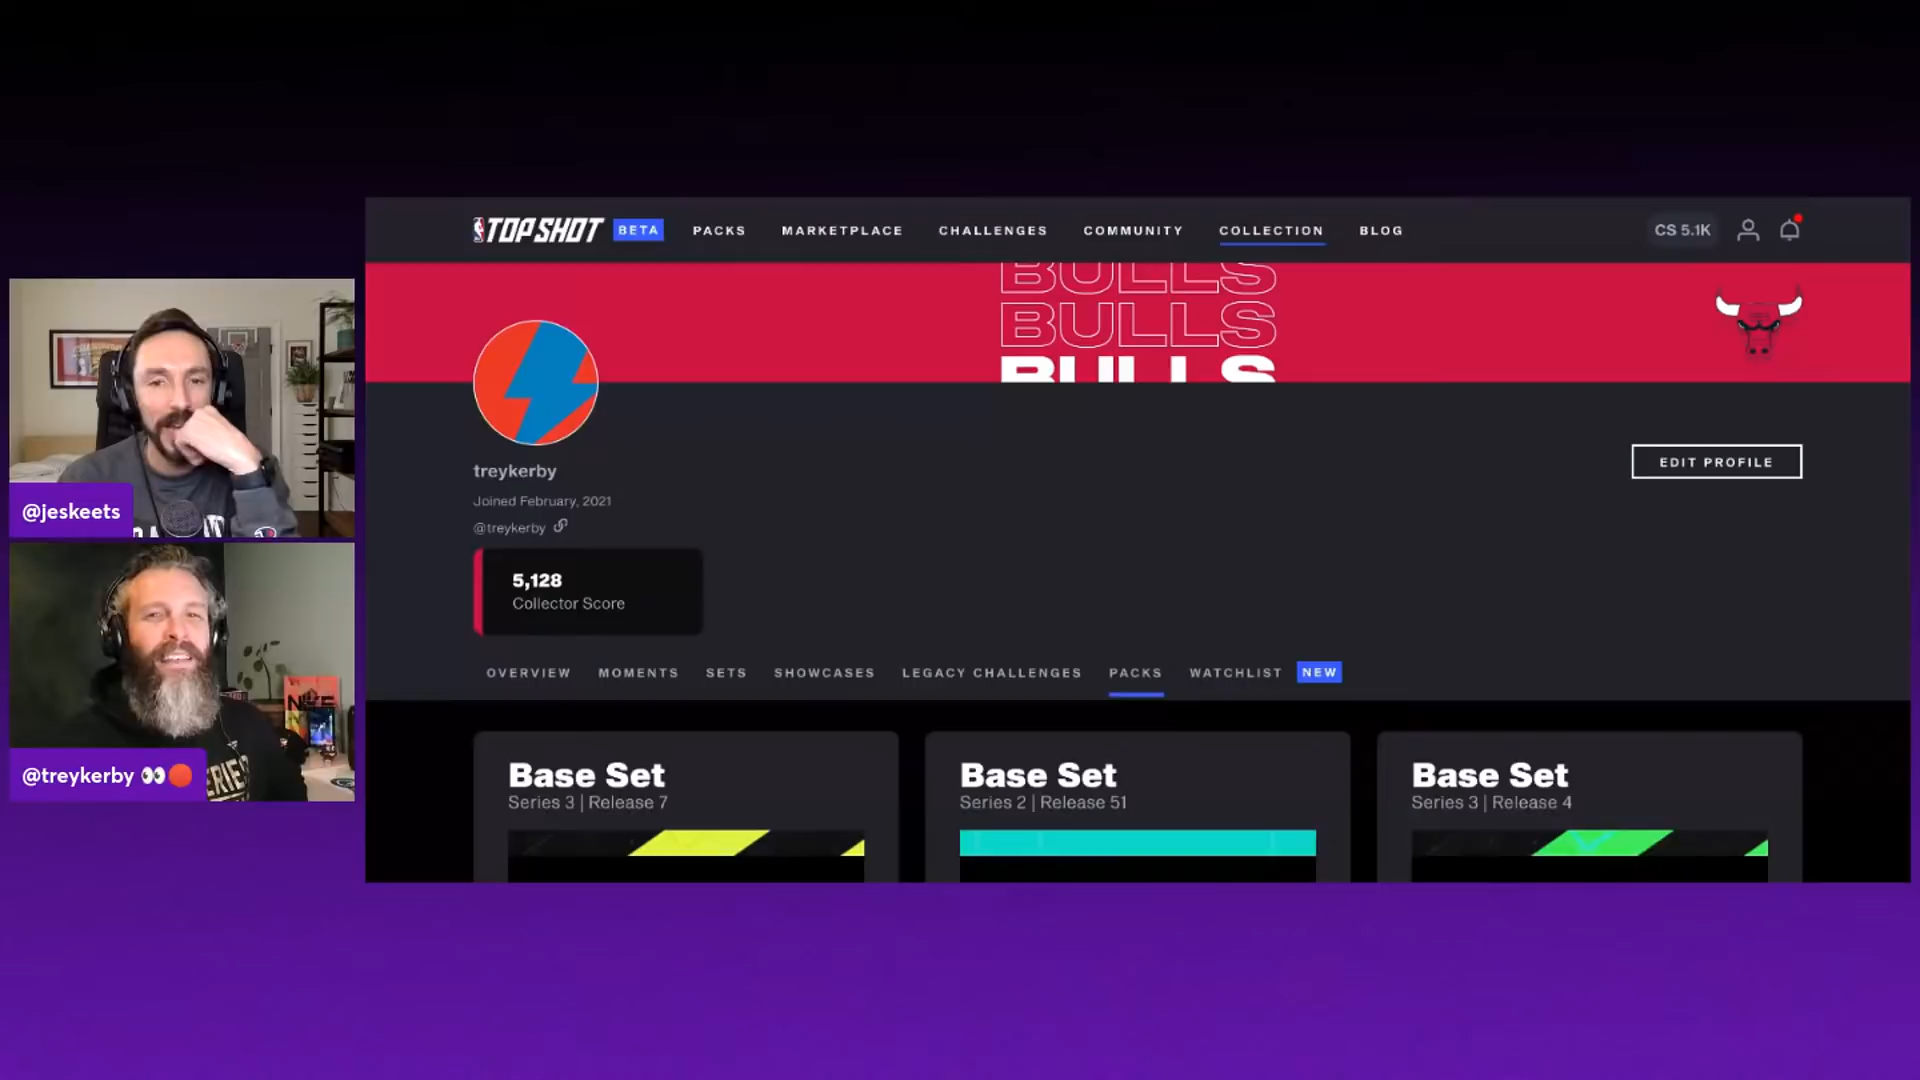 TOP SHOT BETA PACKS MARKETPLACE CHALLENGES COMMUNITY COLLECTION BLOG CS 5.1K
BULLS
BULLS
BULLS
treykerby
Joined February, 2021
@treykerby
EDIT PROFILE
5,128
Collector Score
OVERVIEW MOMENTS SETS SHOWCASES LEGACY CHALLENGES PACKS WATCHLIST NEW
Base Set
Series 3 | Release 7
Base Set
Series 2 | Release 51
Base Set
Series 3 | Release 4
@jeskeets
@treykerby